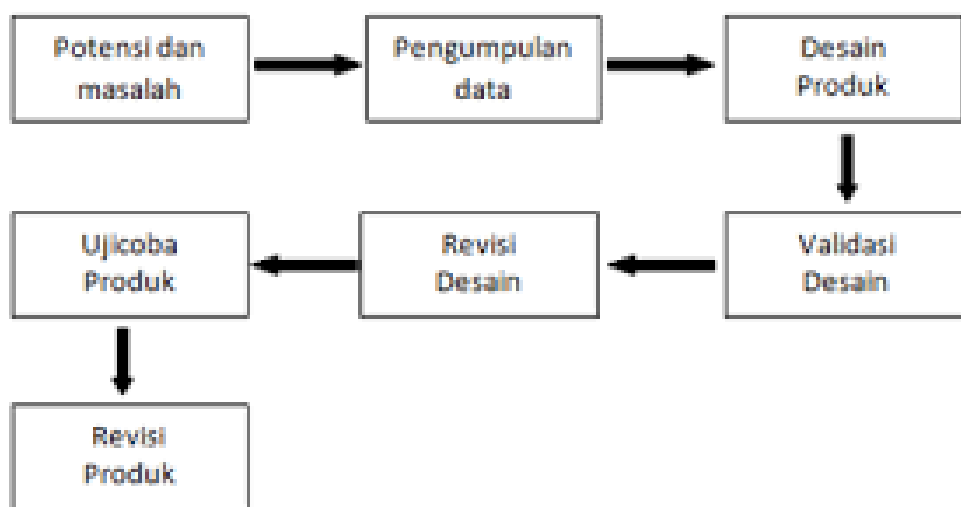 Potensi dan
masalah
Pengumpulan
data
Desain
Produk
Validasi
Desain
Revisi
Desain
Ujicoba
Produk
Revisi
Produk